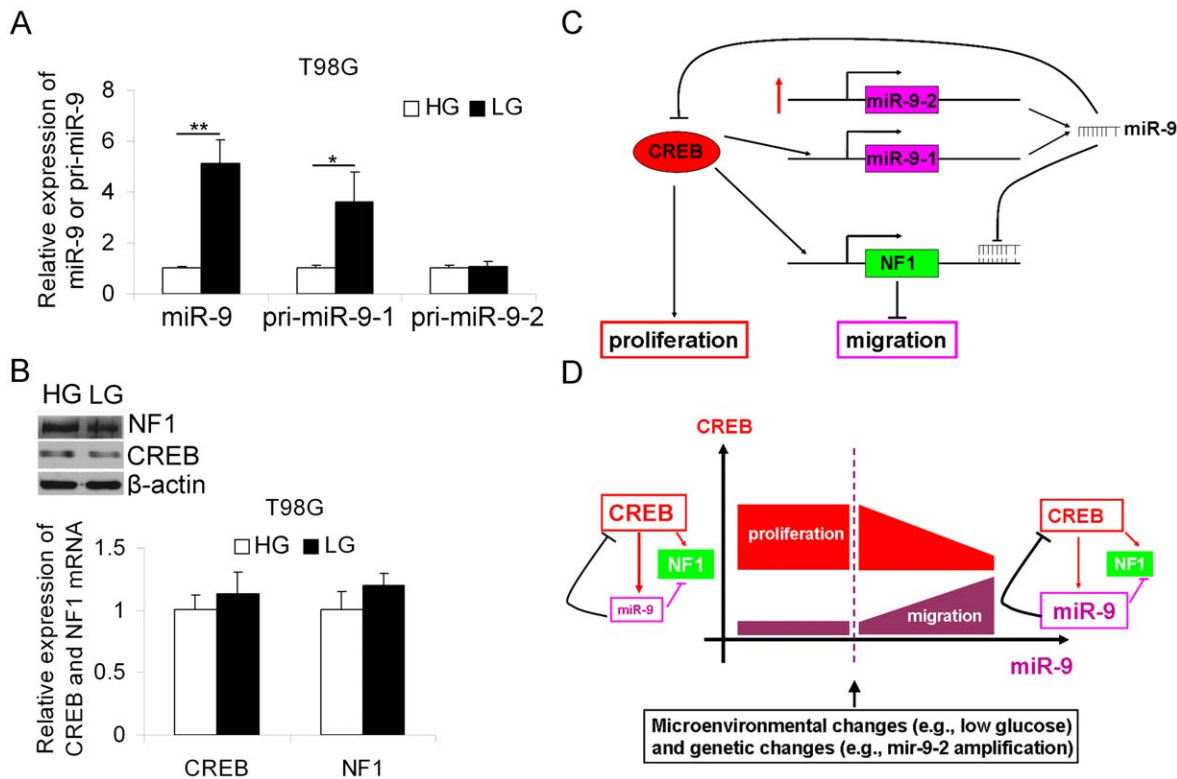 A
T98G
HG LG
Relative expression of
miR-9 or pri-miR-9
8
6
4
2
0
**
*
miR-9 pri-miR-9-1 pri-miR-9-2
B
HG LG
NF1
CREB
β-actin
T98G
HG LG
Relative expression of
CREB and NF1 mRNA
1.5
1
0.5
0
CREB NF1
C
miR-9-2
miR-9
CREB
miR-9-1
NF1
proliferation migration
D
CREB
CREB
NF1
miR-9
proliferation
migration
CREB
NF1
miR-9
miR-9
Microenvironmental changes (e.g., low glucose)
and genetic changes (e.g., mir-9-2 amplification)